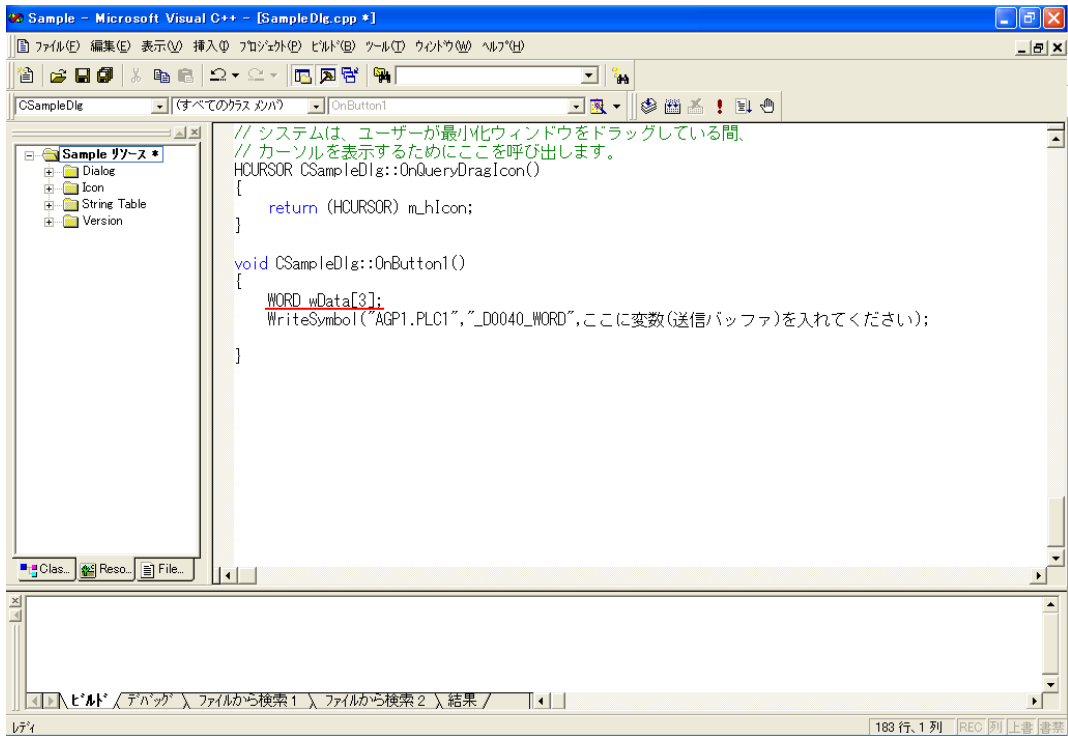 Sample - Microsoft Visual C++ - [SampleDlg.cpp *]
ﾌｧｲﾙ(F) 編集(E) 表示(V) 挿入(I) ﾌﾟﾛｼﾞｪｸﾄ(P) ﾋﾞﾙﾄﾞ(B) ﾂｰﾙ(T) ｳｨﾝﾄﾞｳ(W) ﾍﾙﾌﾟ(H)
CSampleDlg (すべてのｸﾗｽ ﾒﾝﾊﾞ) OnButton1
Sample ﾘｿｰｽ *
Dialog
Icon
String Table
Version
// システムは、ユーザーが最小化ウィンドウをドラッグしている間、
// カーソルを表示するためにここを呼び出します。
HCURSOR CSampleDlg::OnQueryDragIcon()
{
return (HCURSOR) m_hIcon;
}
void CSampleDlg::OnButton1()
{
WORD wData[3];
WriteSymbol("AGP1.PLC1","_D0040_WORD",ここに変数(送信バッファ)を入れてください);
}
Clas... Reso... File...
ﾋﾞﾙﾄﾞ ﾃﾞﾊﾞｯｸﾞ ﾌｧｲﾙから検索1 ﾌｧｲﾙから検索2 結果
ﾚﾃﾞｨ 183 行、1 列 REC 列 上書 書禁